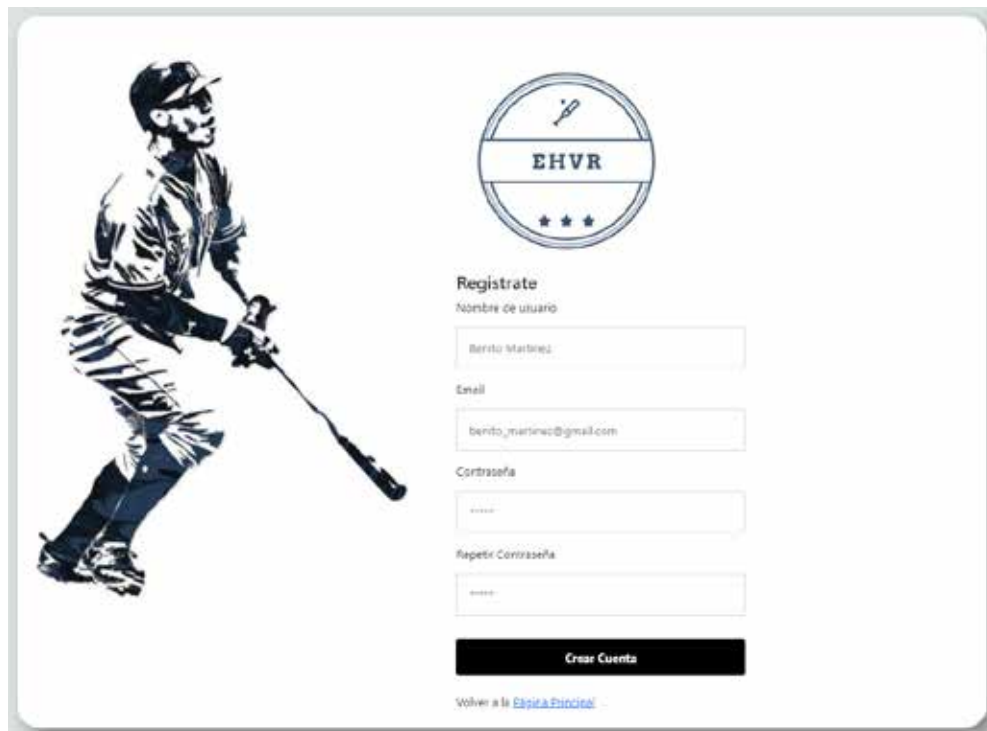 EHVR
Registrate
Nombre de usuario
Benito Martinez
Email
benito_martinez@gmail.com
Contraseña
*****
Repetir Contraseña
*****
Crear Cuenta
Volver a la Página Principal